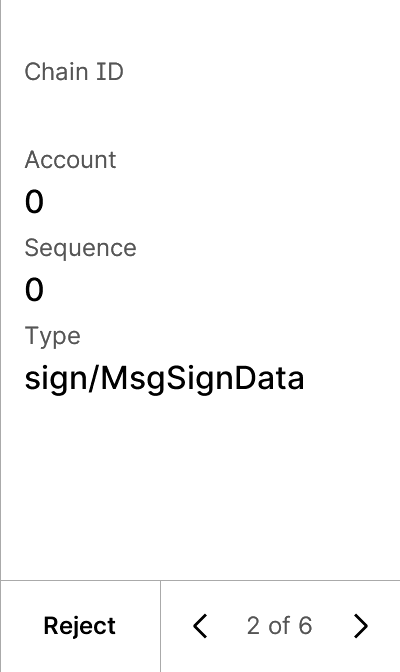 Chain ID
Account
0
Sequence
0
Type
sign/MsgSignData
Reject
2 of 6